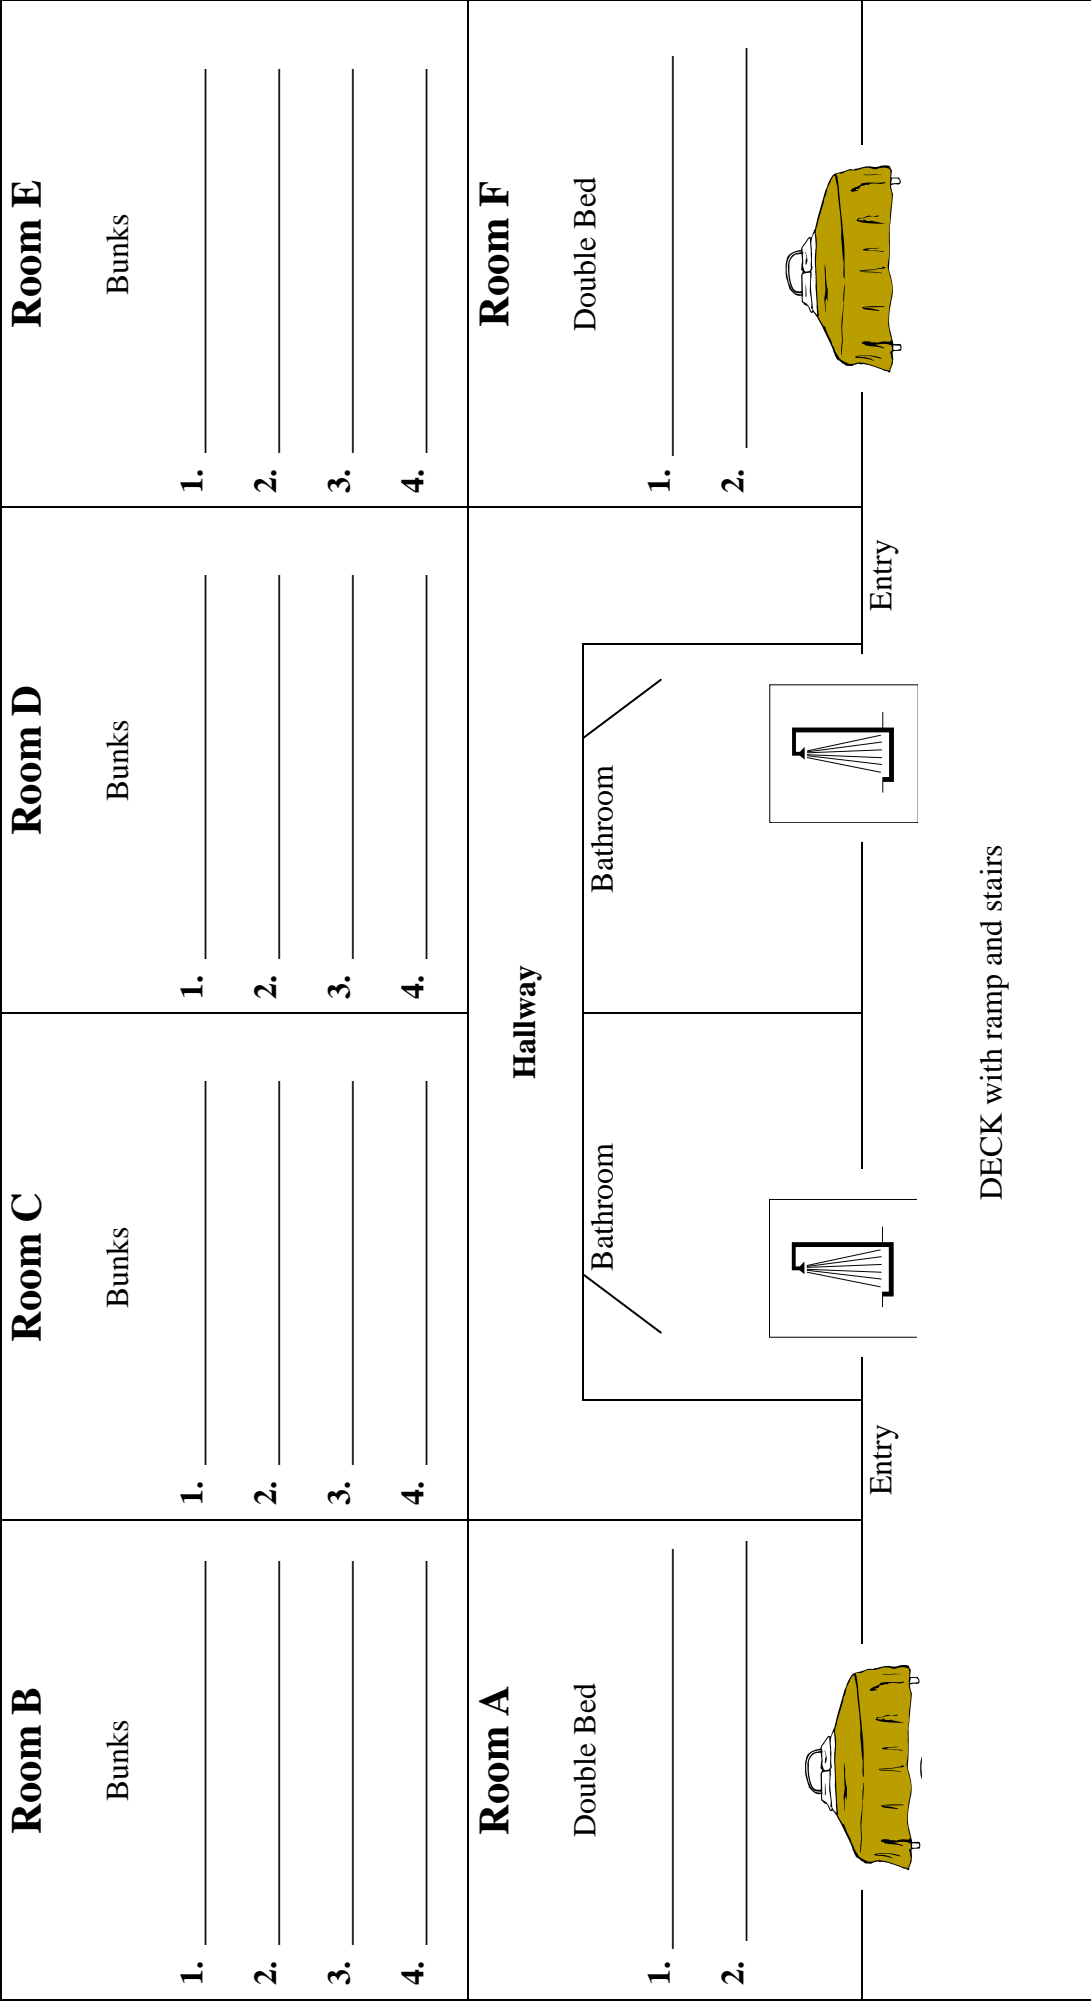 Room B
Bunks
1.
2.
3.
4.
Room C
Bunks
1.
2.
3.
4.
Room D
Bunks
1.
2.
3.
4.
Room E
Bunks
1.
2.
3.
4.
Room A
Double Bed
1.
2.
Hallway
Bathroom
Bathroom
Room F
Double Bed
1.
2.
Entry
Entry
DECK with ramp and stairs